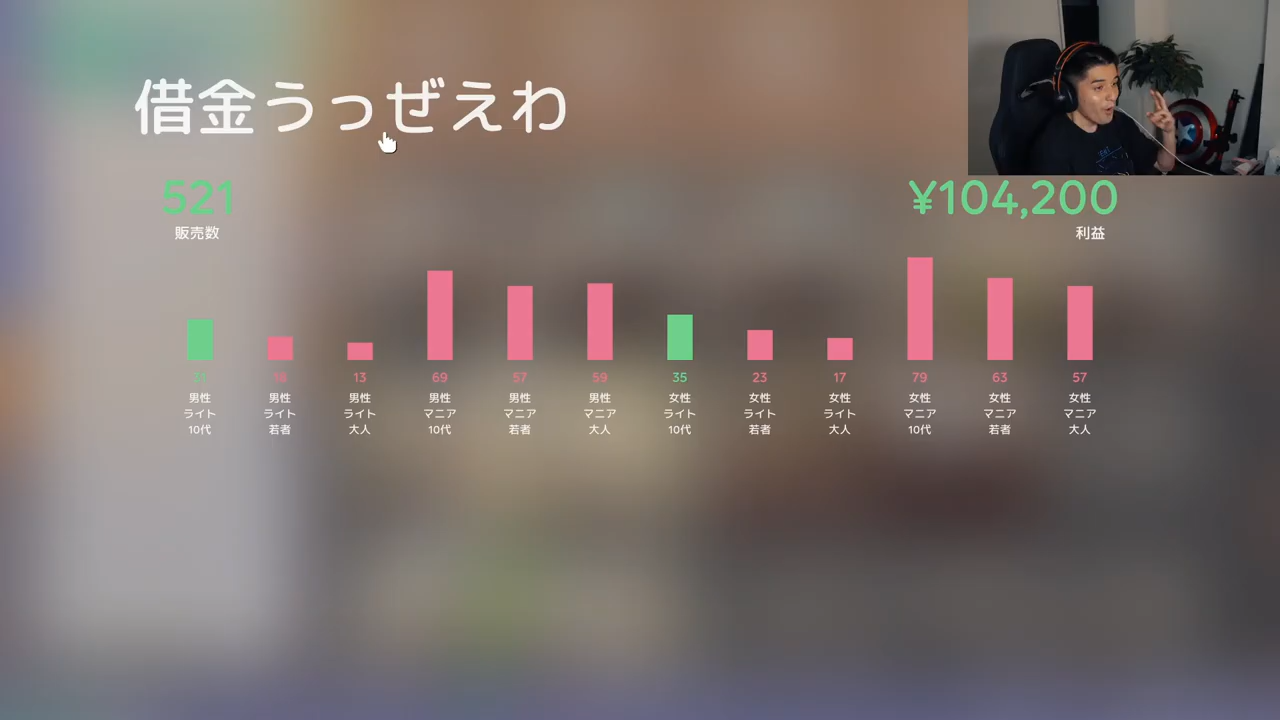 借金うっぜえわ
521
販売数
¥104,200
利益
31 18 13 69 57 59 35 23 17 79 63 57
男性 男性 男性 男性 男性 男性 女性 女性 女性 女性 女性 女性
ライト ライト ライト マニア マニア マニア ライト ライト ライト マニア マニア マニア
10代 若者 大人 10代 若者 大人 10代 若者 大人 10代 若者 大人